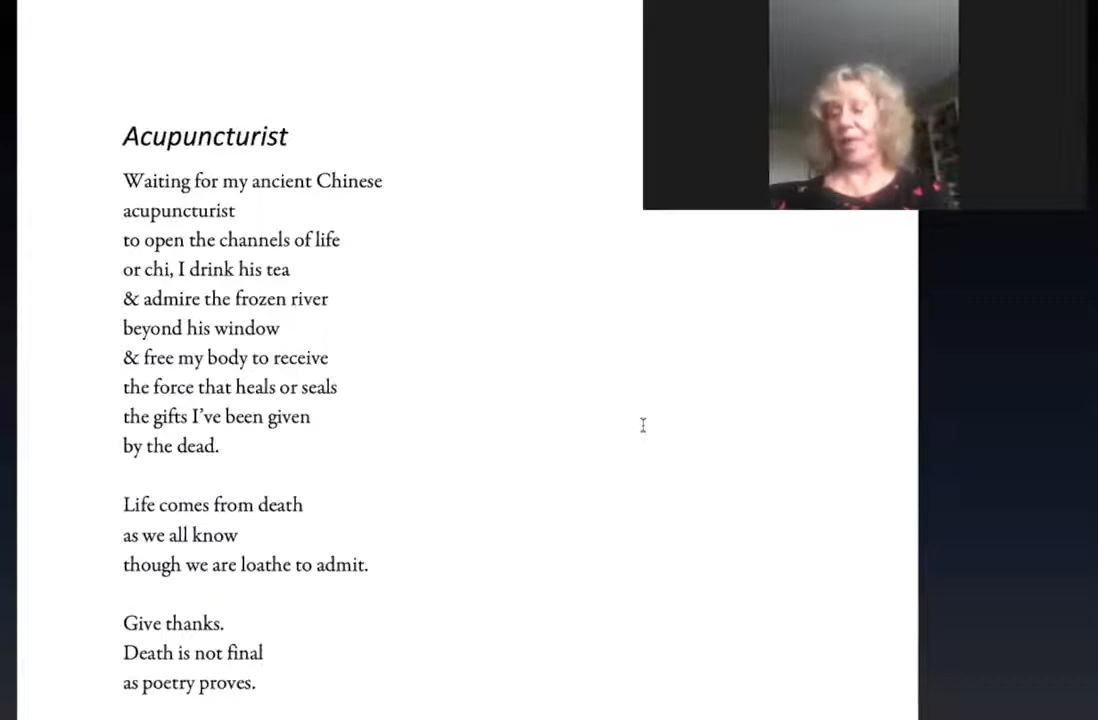 Acupuncturist
Waiting for my ancient Chinese
acupuncturist
to open the channels of life
or chi, I drink his tea
& admire the frozen river
beyond his window
& free my body to receive
the force that heals or seals
the gifts I've been given
by the dead.
Life comes from death
as we all know
though we are loathe to admit.
Give thanks.
Death is not final
as poetry proves.